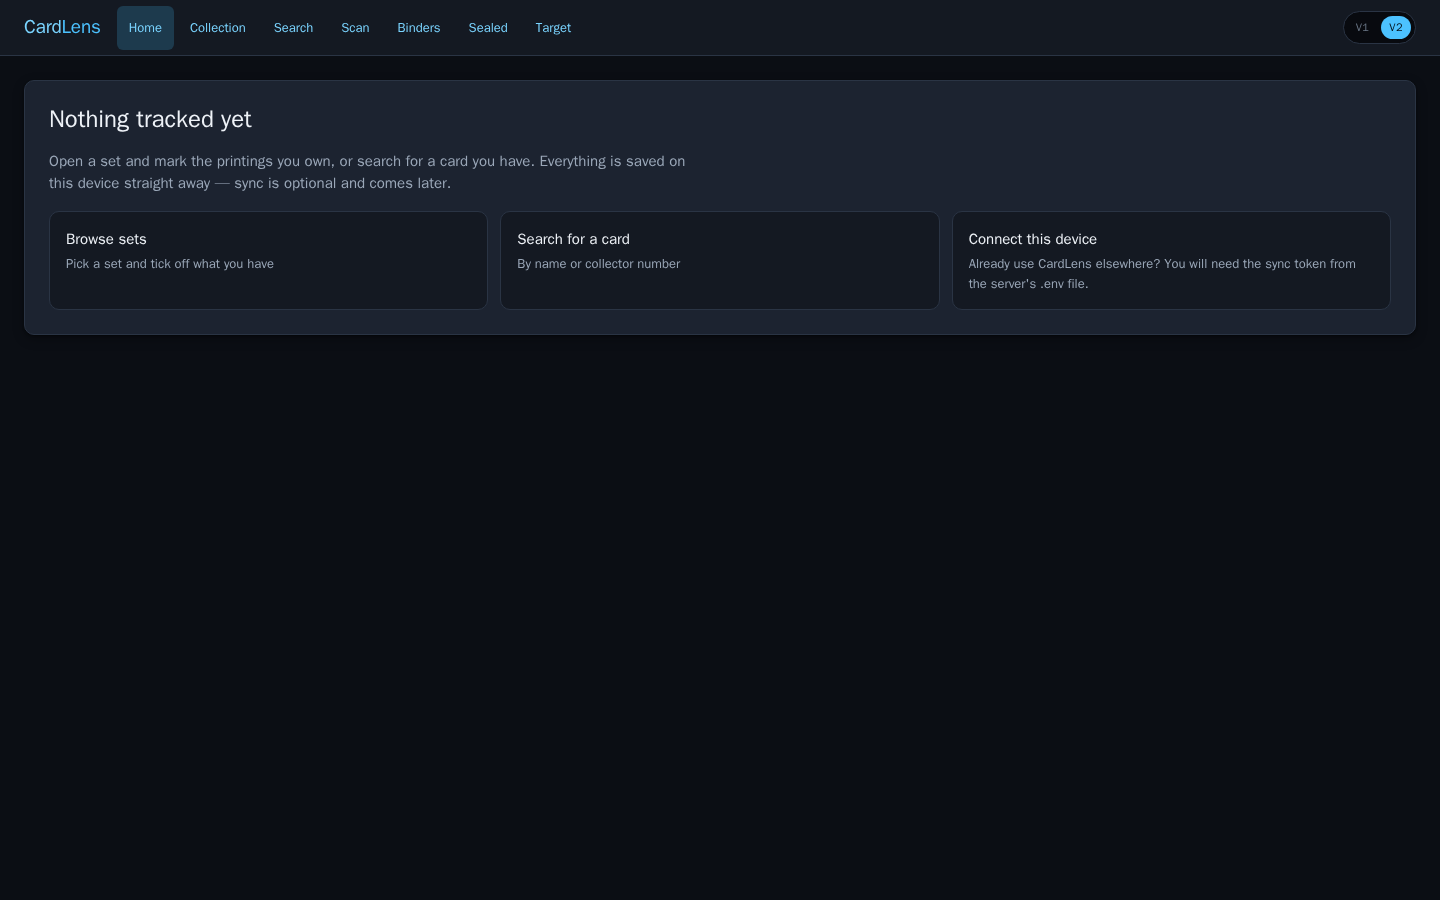 CardLens Home Collection Search Scan Binders Sealed Target V1 V2
Nothing tracked yet
Open a set and mark the printings you own, or search for a card you have. Everything is saved on
this device straight away — sync is optional and comes later.
Browse sets
Pick a set and tick off what you have
Search for a card
By name or collector number
Connect this device
Already use CardLens elsewhere? You will need the sync token from
the server's .env file.